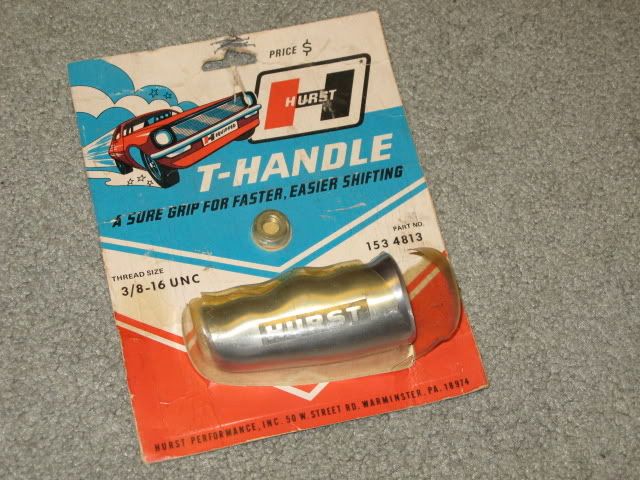 PRICE $
HURST
HURST
T-HANDLE
A SURE GRIP FOR FASTER, EASIER SHIFTING
PART NO.
153 4813
THREAD SIZE
3/8-16 UNC
HURST
HURST PERFORMANCE, INC. 50 W. STREET RD. WARMINSTER, PA. 18974